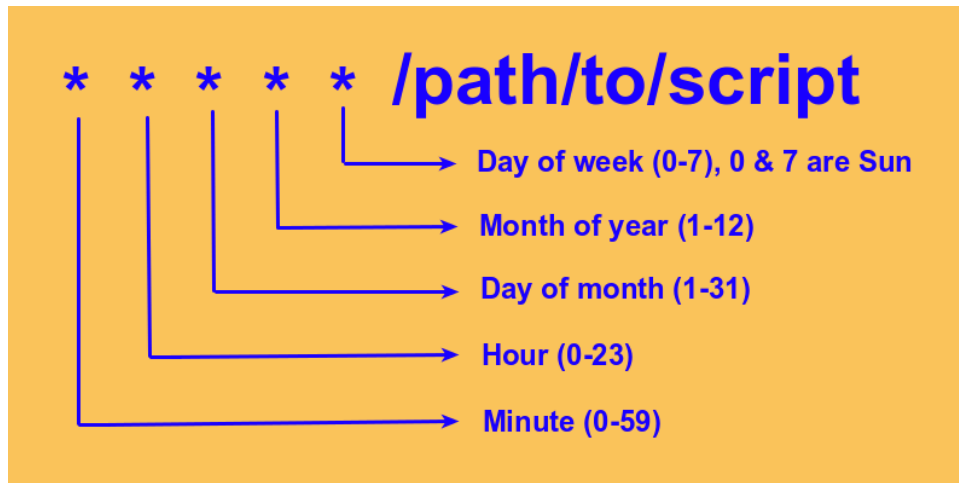 * * * * * /path/to/script
Day of week (0-7), 0 & 7 are Sun
Month of year (1-12)
Day of month (1-31)
Hour (0-23)
Minute (0-59)